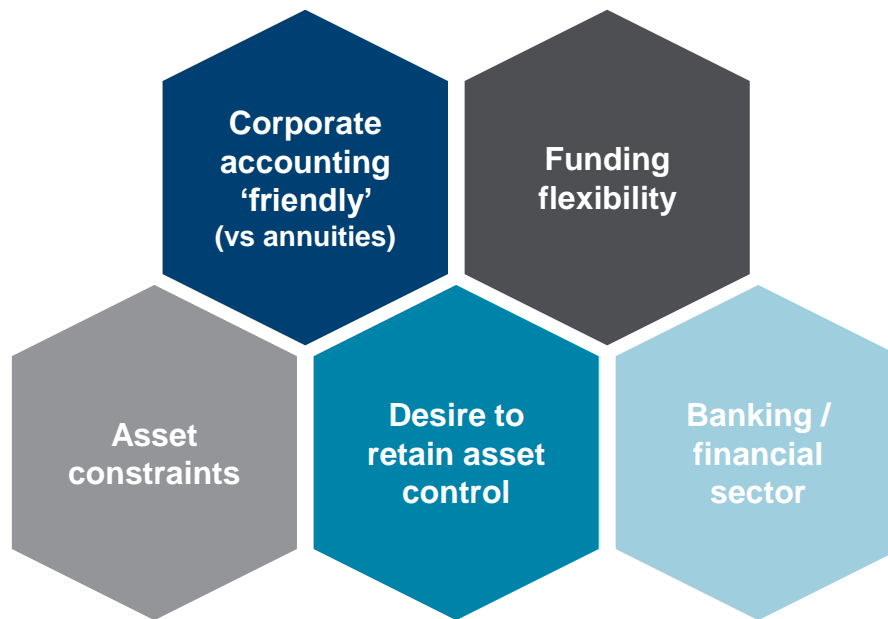 Corporate
accounting
‘friendly’
(vs annuities)
Funding
flexibility
Asset
constraints
Desire to
retain asset
control
Banking /
financial
sector